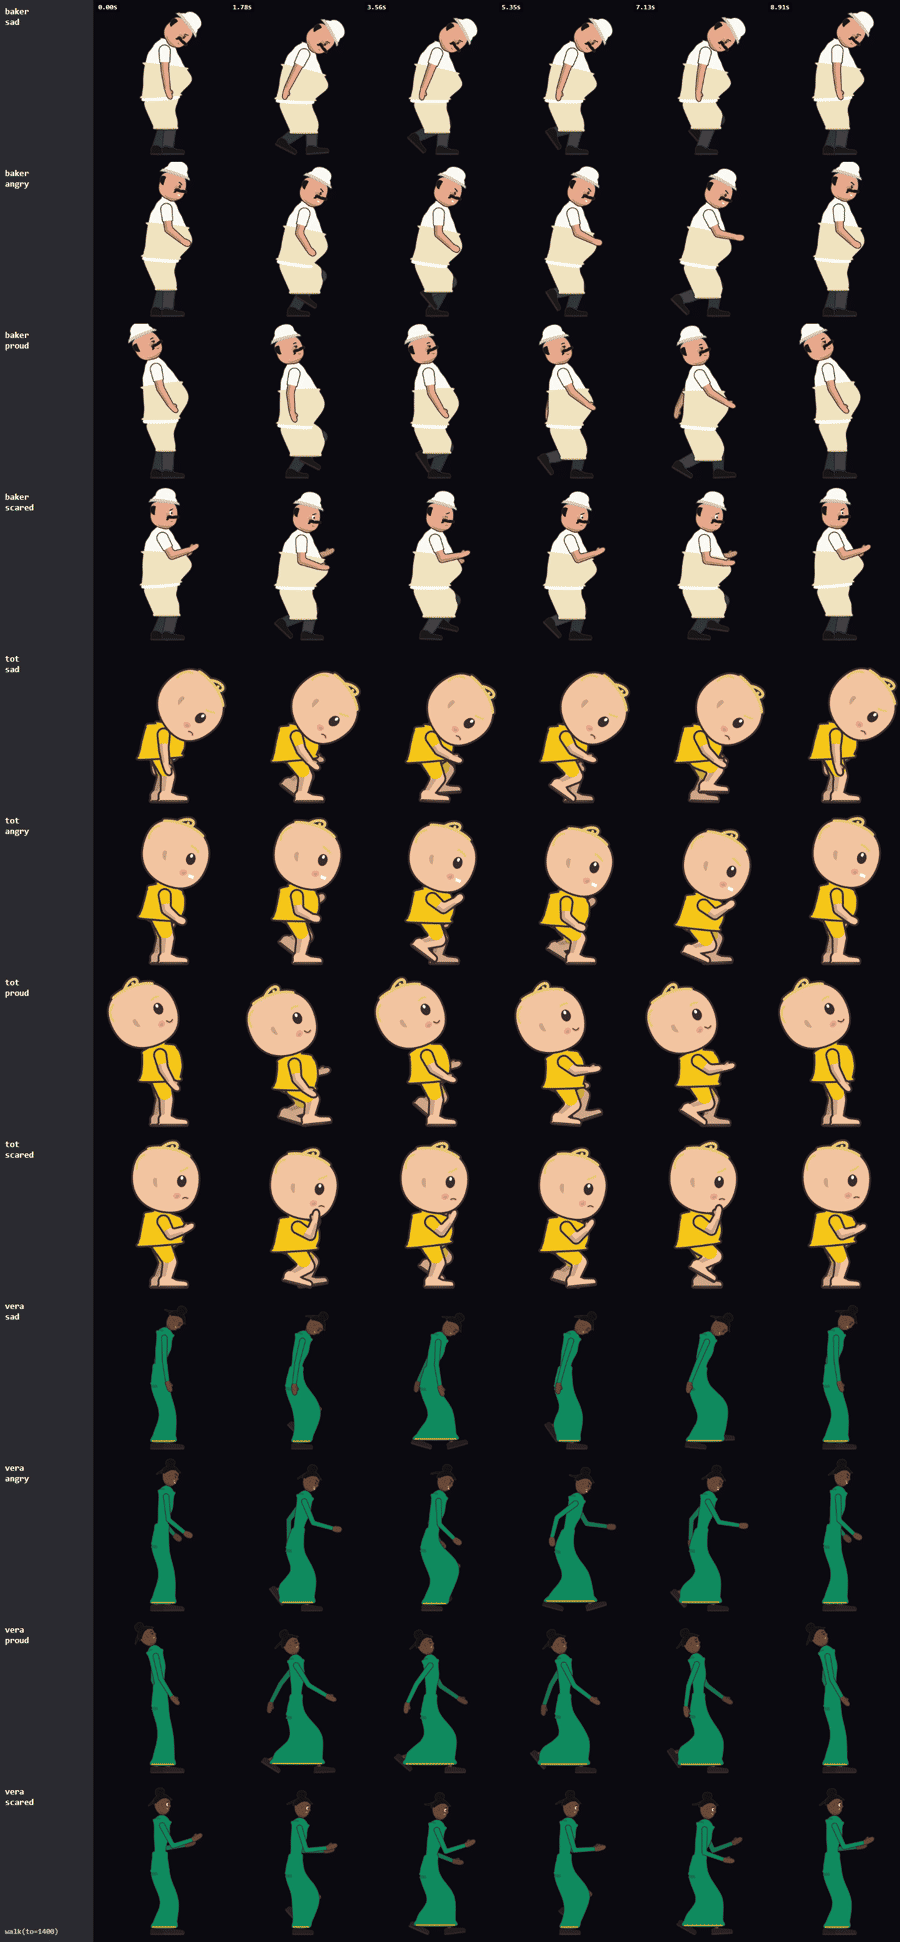 0.00s 1.78s 3.56s 5.35s 7.13s 8.91s
baker
sad
baker
angry
baker
proud
baker
scared
tot
sad
tot
angry
tot
proud
tot
scared
vera
sad
vera
angry
vera
proud
vera
scared
walk(to=1400)